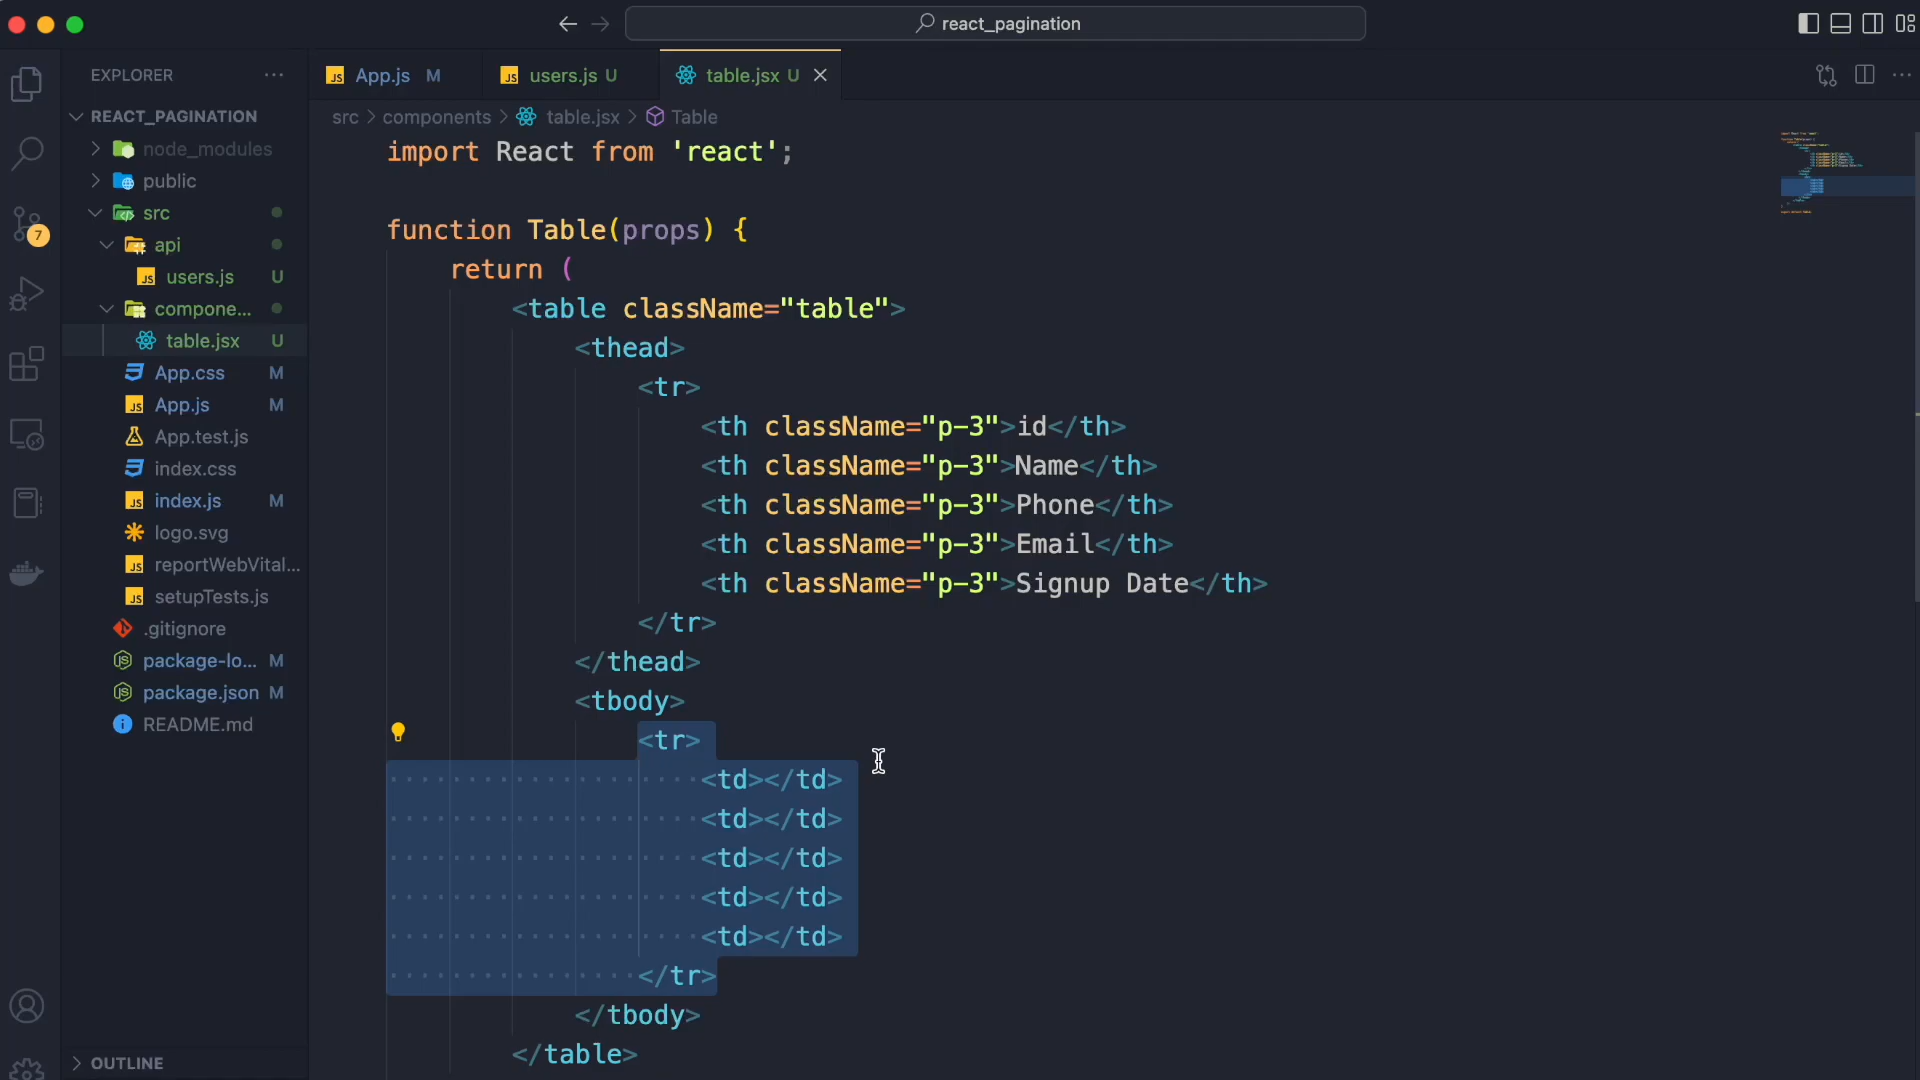 react_pagination
EXPLORER
App.js M
users.js U
table.jsx U
REACT_PAGINATION
src > components > table.jsx > Table
node_modules
public
src
api
users.js U
compone...
table.jsx U
App.css M
App.js M
App.test.js
index.css
index.js M
logo.svg
reportWebVital...
setupTests.js
.gitignore
package-lo... M
package.json M
README.md
OUTLINE
7
import React from 'react';
function Table(props) {
return (
<table className="table">
<thead>
<tr>
<th className="p-3">id</th>
<th className="p-3">Name</th>
<th className="p-3">Phone</th>
<th className="p-3">Email</th>
<th className="p-3">Signup Date</th>
</tr>
</thead>
<tbody>
<tr>
<td></td>
<td></td>
<td></td>
<td></td>
<td></td>
</tr>
</tbody>
</table>